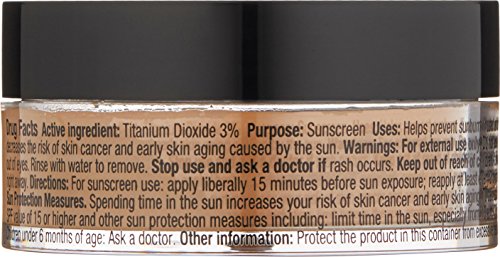 Drug Facts Active ingredient: Titanium Dioxide 3% Purpose: Sunscreen Uses: Helps prevent sunburn
decreases the risk of skin cancer and early skin aging caused by the sun. Warnings: For external use
out of eyes. Rinse with water to remove. Stop use and ask a doctor if rash occurs. Keep out of reach of
right away. Directions: For sunscreen use: apply liberally 15 minutes before sun exposure; reapply at least
Sun Protection Measures. Spending time in the sun increases your risk of skin cancer and early skin aging.
SPF value of 15 or higher and other sun protection measures including: limit time in the sun, especially from
under 6 months of age: Ask a doctor. Other information: Protect the product in this container from